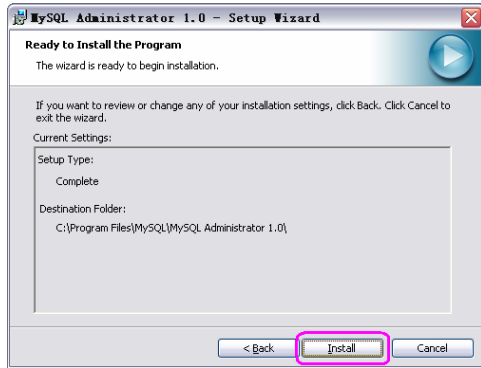 MySQL Administrator 1.0 - Setup Wizard
Ready to Install the Program
The wizard is ready to begin installation.
If you want to review or change any of your installation settings, click Back. Click Cancel to
exit the wizard.
Current Settings:
Setup Type:
Complete
Destination Folder:
C:\Program Files\MySQL\MySQL Administrator 1.0\
< Back Install Cancel